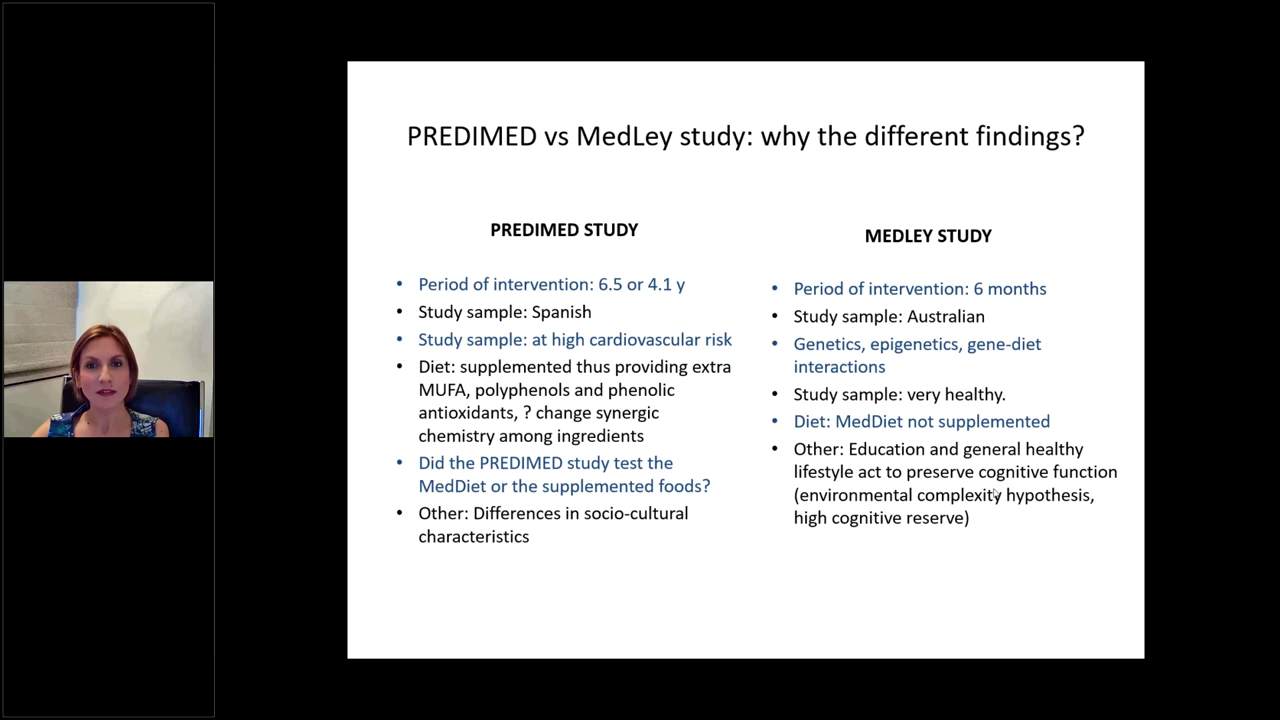 PREDIMED vs MedLey study: why the different findings?
PREDIMED STUDY
• Period of intervention: 6.5 or 4.1 y
• Study sample: Spanish
• Study sample: at high cardiovascular risk
• Diet: supplemented thus providing extra
MUFA, polyphenols and phenolic
antioxidants, ? change synergic
chemistry among ingredients
• Did the PREDIMED study test the
MedDiet or the supplemented foods?
• Other: Differences in socio-cultural
characteristics
MEDLEY STUDY
• Period of intervention: 6 months
• Study sample: Australian
• Genetics, epigenetics, gene-diet
interactions
• Study sample: very healthy.
• Diet: MedDiet not supplemented
• Other: Education and general healthy
lifestyle act to preserve cognitive function
(environmental complexity hypothesis,
high cognitive reserve)